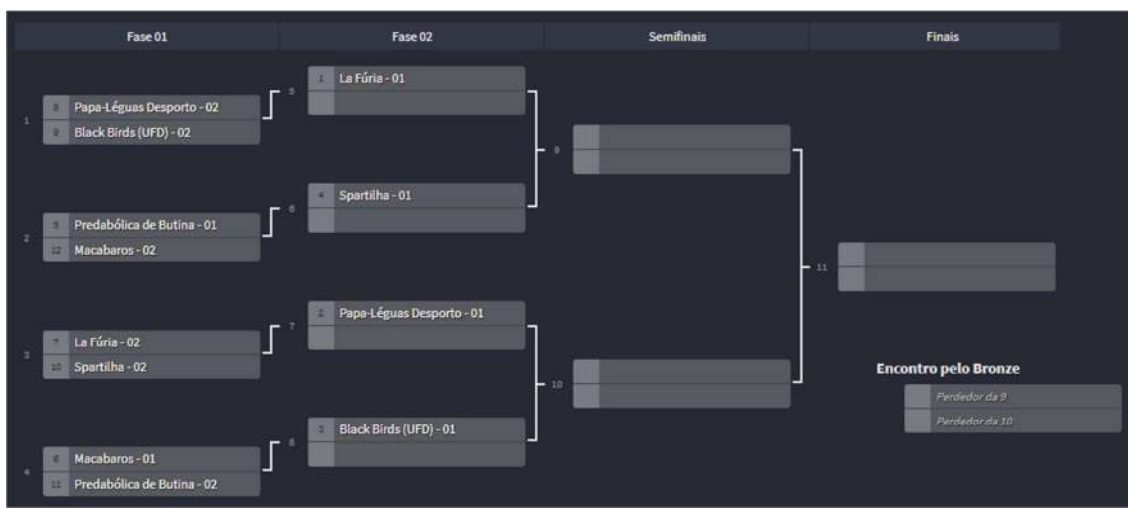 Fase 01
Fase 02
Semifinais
Finais
1
8 Papa-Léguas Desporto - 02
9 Black Birds (UFD) - 02
2
5 Predabólica de Butina - 01
12 Macabaros - 02
3
7 La Fúria - 02
10 Spartilha - 02
4
6 Macabaros - 01
11 Predabólica de Butina - 02
5
1 La Fúria - 01
6
4 Spartilha - 01
7
2 Papa-Léguas Desporto - 01
8
3 Black Birds (UFD) - 01
9
10
11
Encontro pelo Bronze
Perdedor da 9
Perdedor da 10